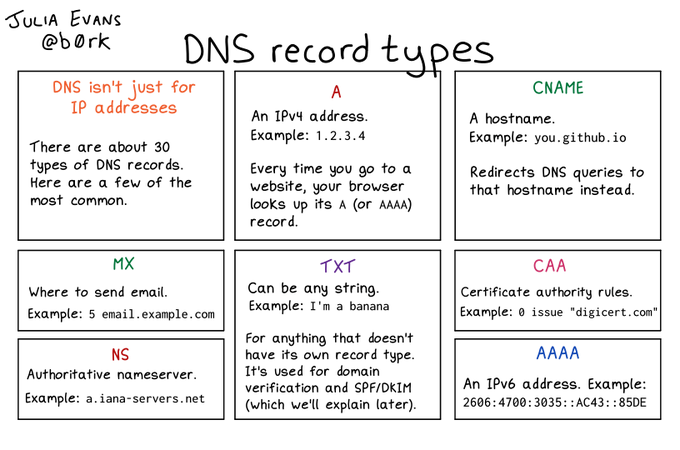 JULIA EVANS
@b0rk
DNS record types
DNS isn't just for
IP addresses
There are about 30
types of DNS records.
Here are a few of the
most common.
A
An IPv4 address.
Example: 1.2.3.4
Every time you go to a
website, your browser
looks up its A (or AAAA)
record.
CNAME
A hostname.
Example: you.github.io
Redirects DNS queries to
that hostname instead.
MX
Where to send email.
Example: 5 email.example.com
NS
Authoritative nameserver.
Example: a.iana-servers.net
TXT
Can be any string.
Example: I'm a banana
For anything that doesn't
have its own record type.
It's used for domain
verification and SPF/DKIM
(which we'll explain later).
CAA
Certificate authority rules.
Example: 0 issue "digicert.com"
AAAA
An IPv6 address. Example:
2606:4700:3035::AC43::85DE